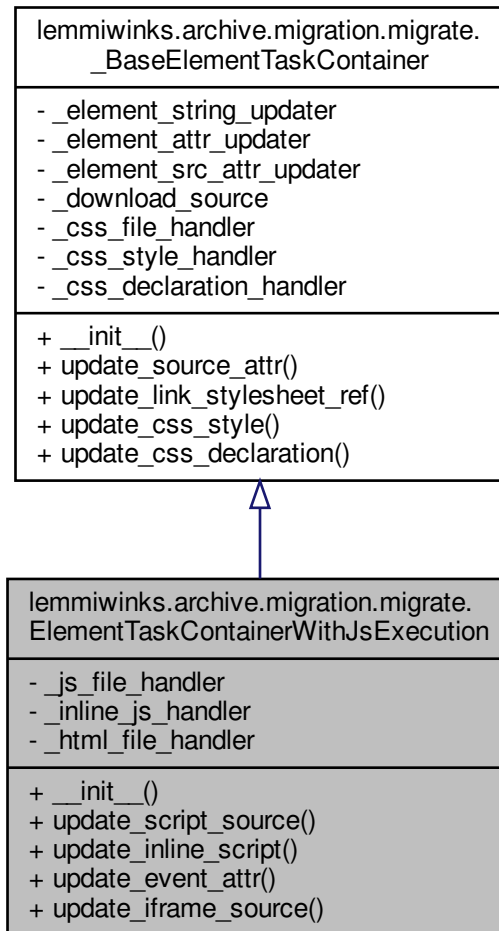 lemmiwinks.archive.migration.migrate.
_BaseElementTaskContainer
- _element_string_updater
- _element_attr_updater
- _element_src_attr_updater
- _download_source
- _css_file_handler
- _css_style_handler
- _css_declaration_handler
+ __init__()
+ update_source_attr()
+ update_link_stylesheet_ref()
+ update_css_style()
+ update_css_declaration()
lemmiwinks.archive.migration.migrate.
ElementTaskContainerWithJsExecution
- _js_file_handler
- _inline_js_handler
- _html_file_handler
+ __init__()
+ update_script_source()
+ update_inline_script()
+ update_event_attr()
+ update_iframe_source()